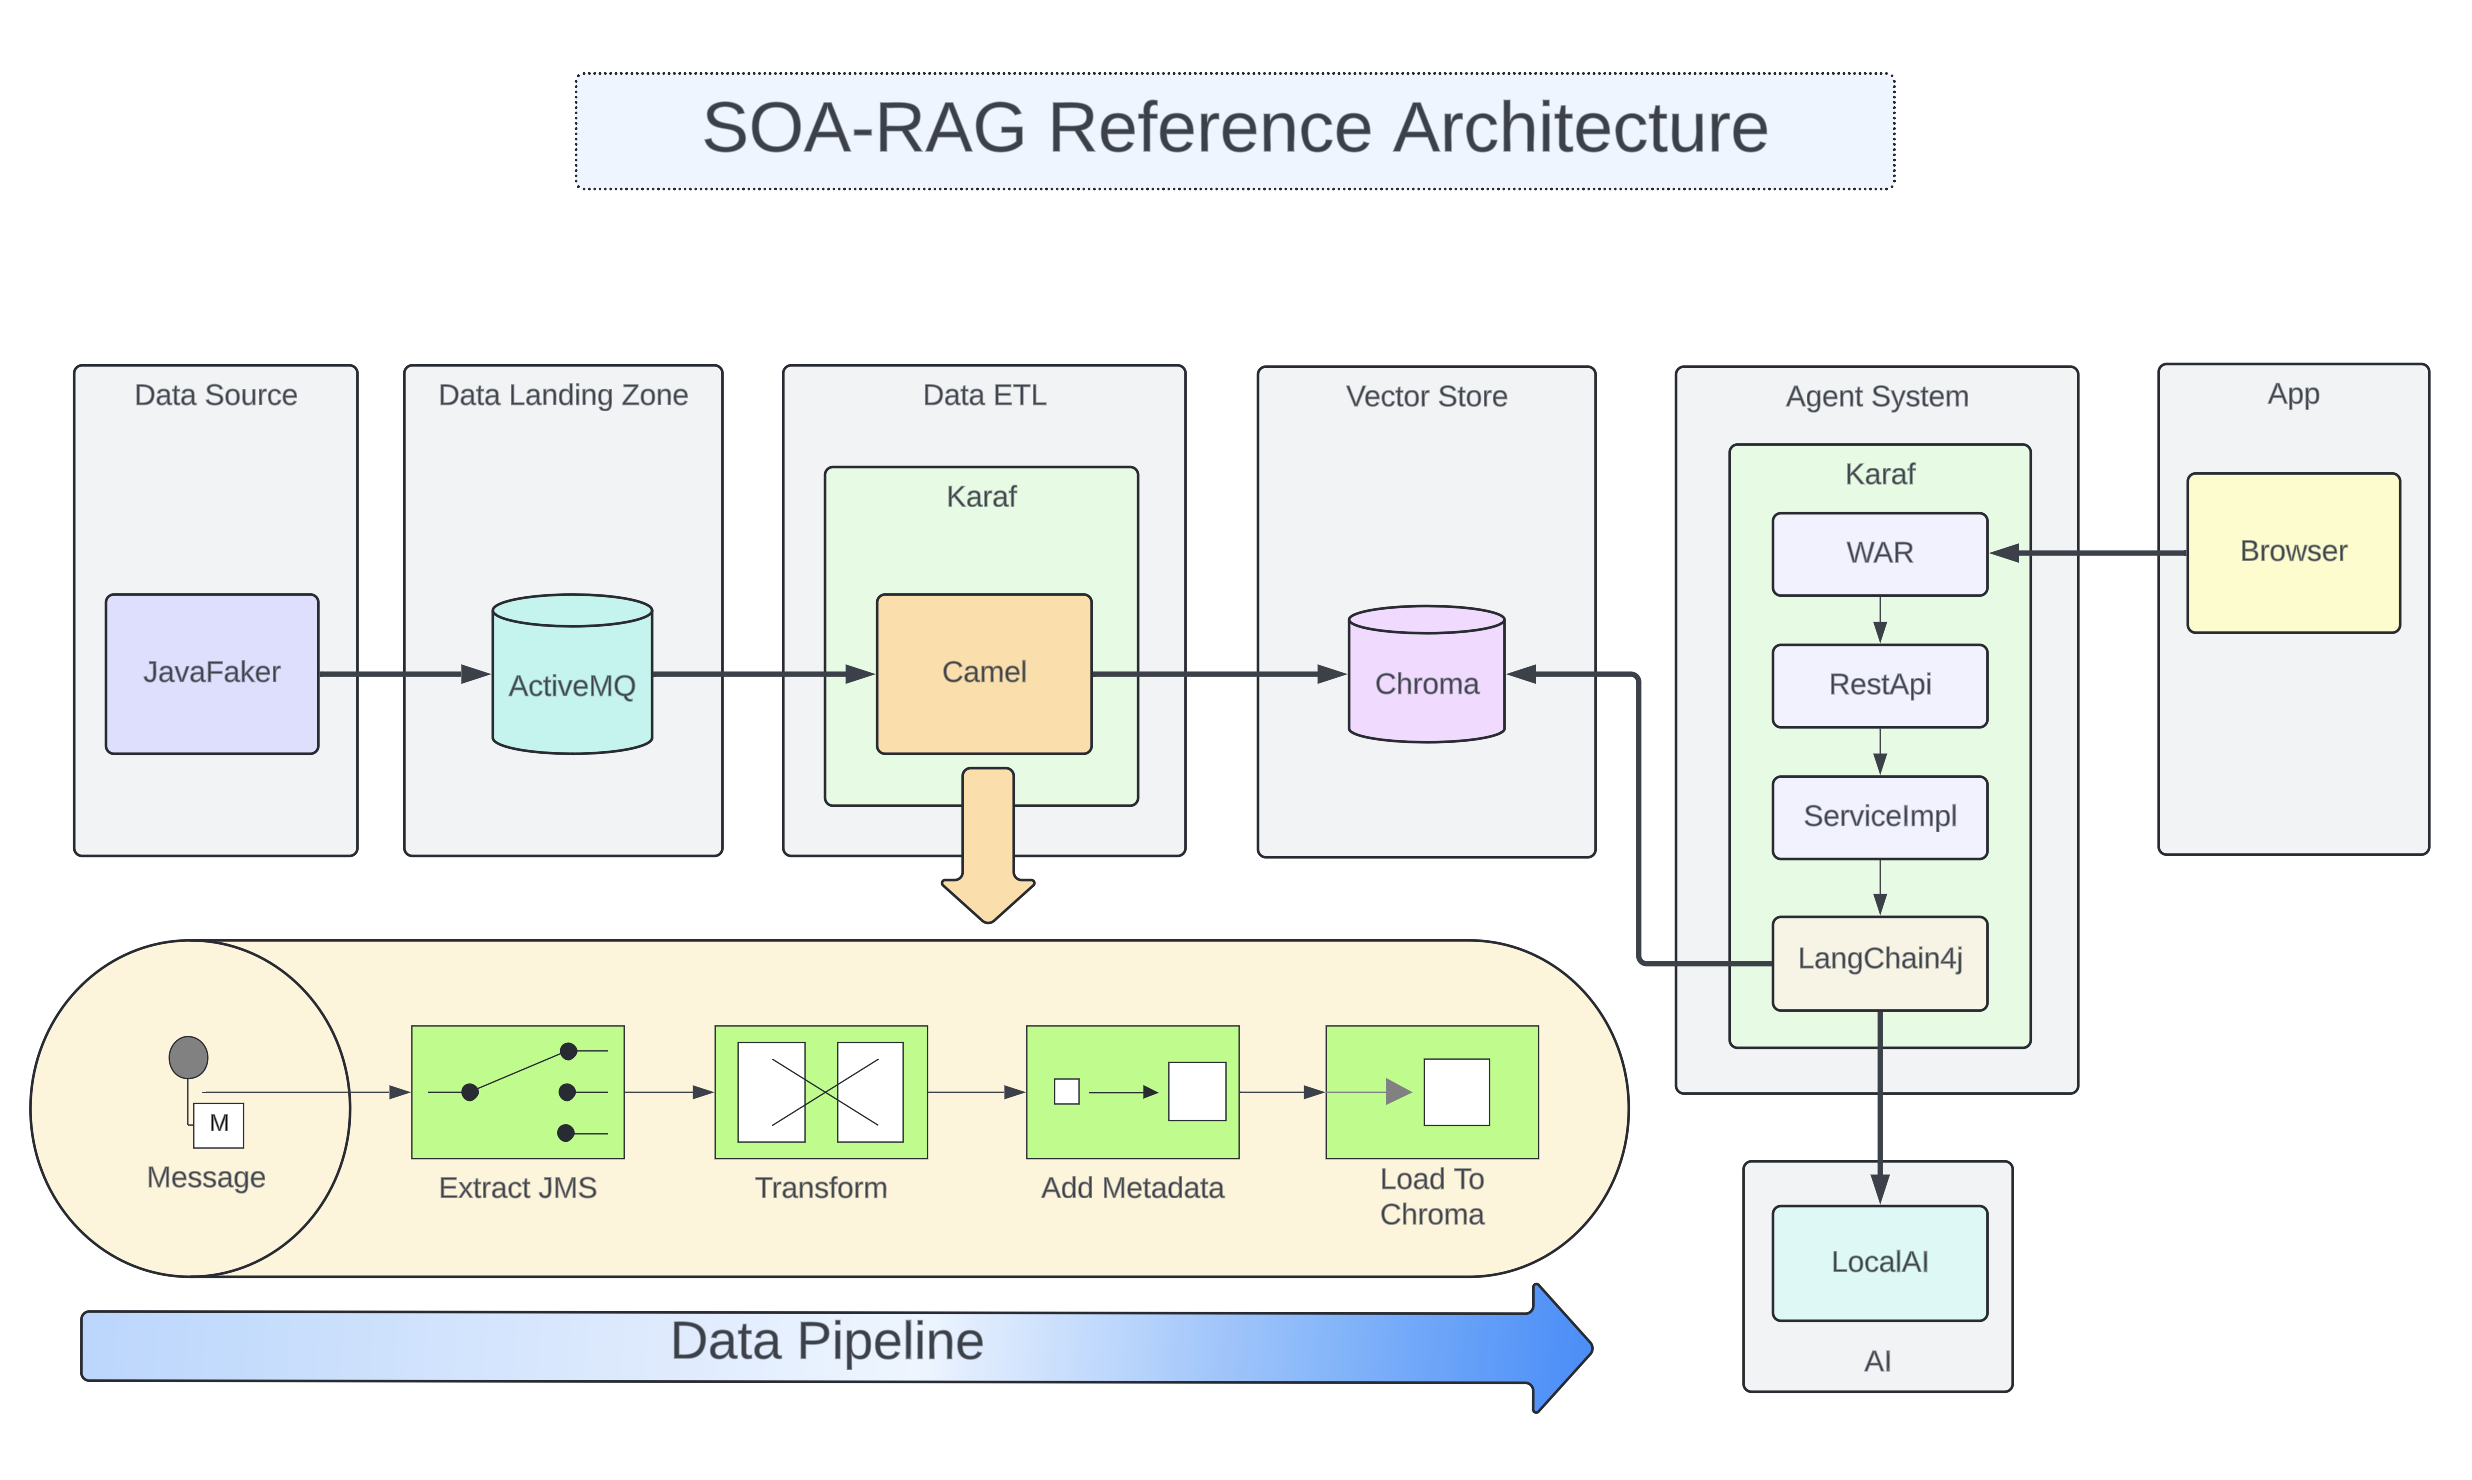 SOA-RAG Reference Architecture
Data Source
JavaFaker
Data Landing Zone
ActiveMQ
Data ETL
Karaf
Camel
Vector Store
Chroma
Agent System
Karaf
WAR
RestApi
ServiceImpl
LangChain4j
App
Browser
M
Message
Extract JMS
Transform
Add Metadata
Load To
Chroma
Data Pipeline
LocalAI
AI